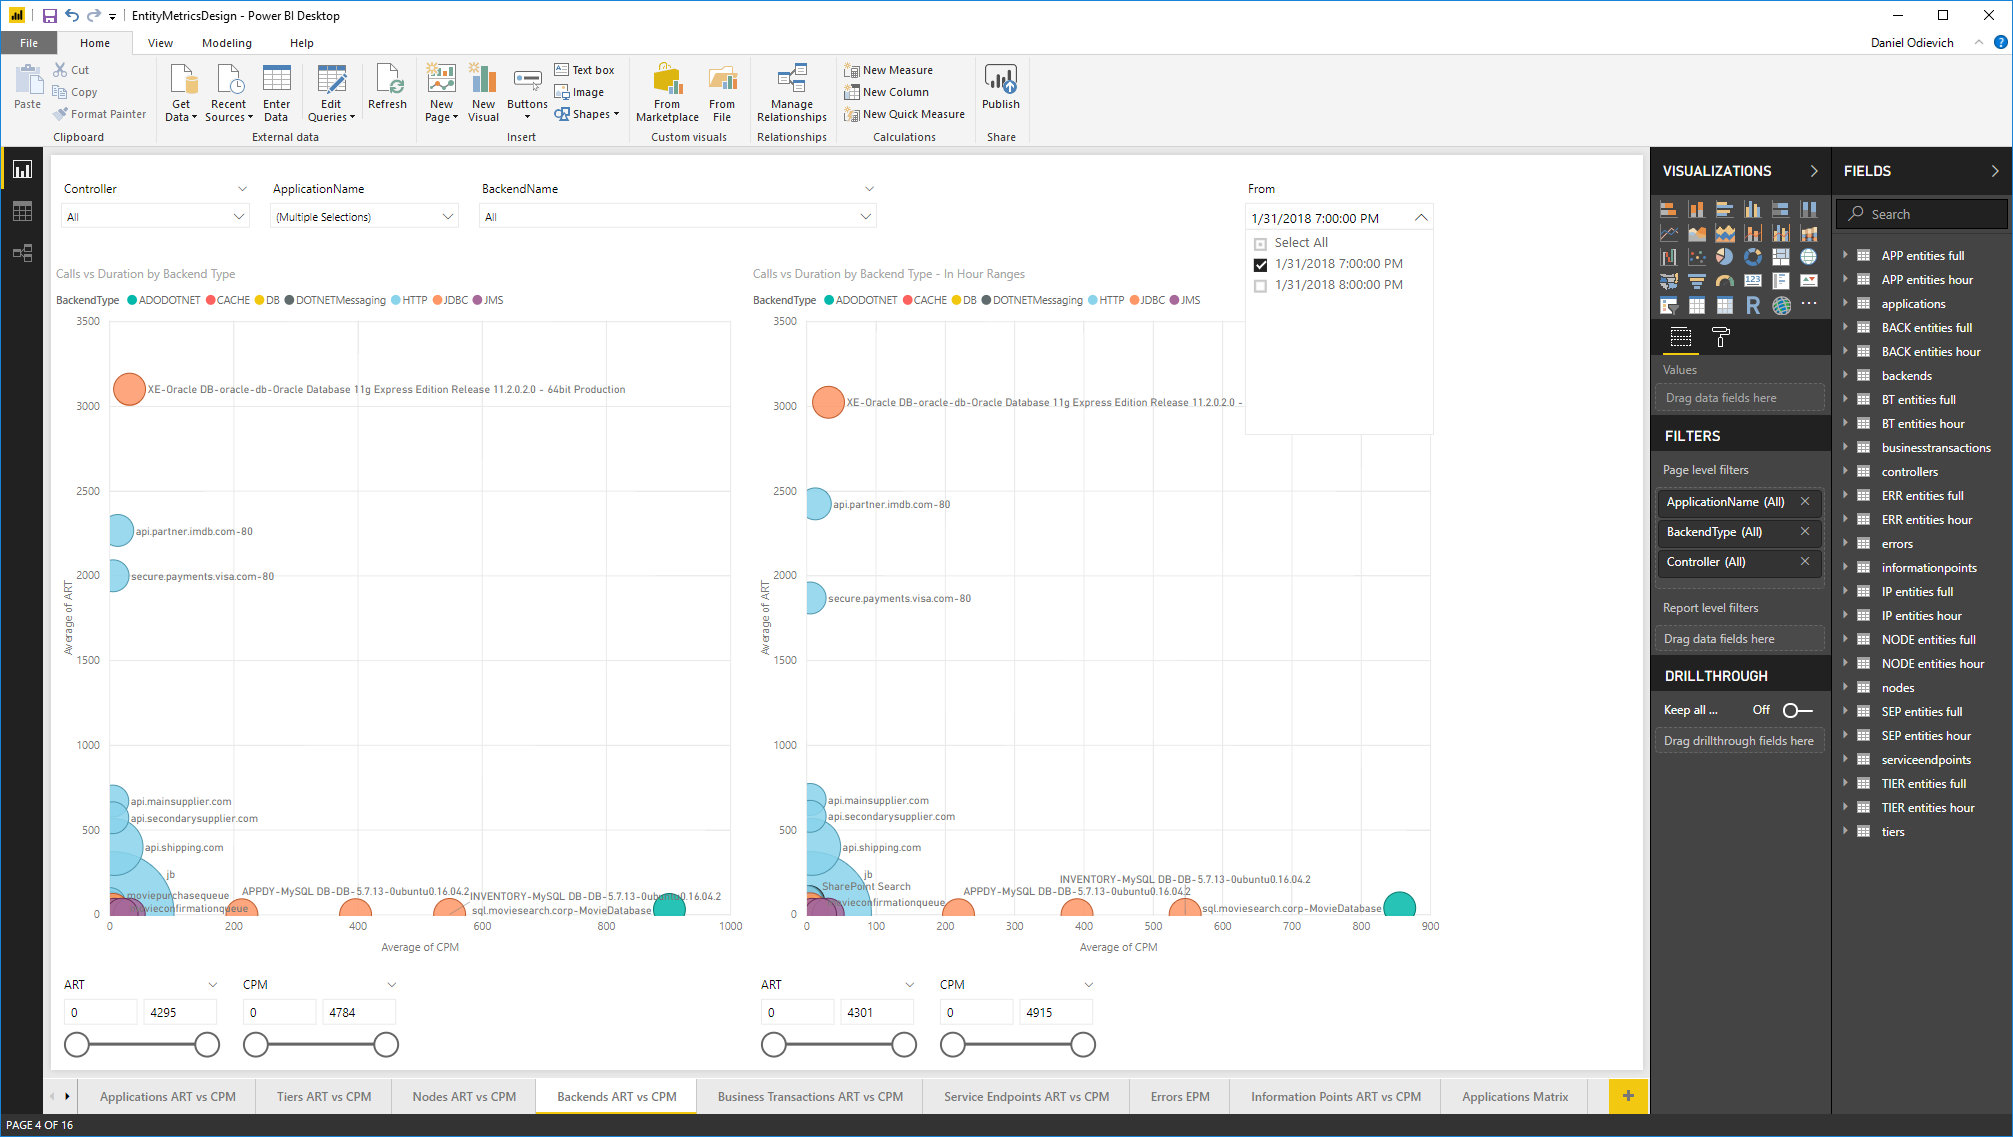 EntityMetricsDesign - Power BI Desktop
File Home View Modeling Help
Daniel Odievich
Paste
Cut
Copy
Format Painter
Clipboard
Get Data
Recent Sources
Enter Data
Edit Queries
Refresh
External data
New Page
New Visual
Buttons
Text box
Image
Shapes
Insert
From Marketplace
From File
Custom visuals
Manage Relationships
Relationships
New Measure
New Column
New Quick Measure
Calculations
Publish
Share
Controller
All
ApplicationName
(Multiple Selections)
BackendName
All
From
1/31/2018 7:00:00 PM
Select All
1/31/2018 7:00:00 PM
1/31/2018 8:00:00 PM
Calls vs Duration by Backend Type
BackendType ADODOTNET CACHE DB DOTNETMessaging HTTP JDBC JMS
3500
3000
2500
2000
1500
1000
500
0
Average of ART
XE-Oracle DB-oracle-db-Oracle Database 11g Express Edition Release 11.2.0.2.0 - 64bit Production
api.partner.imdb.com-80
secure.payments.visa.com-80
api.mainsupplier.com
api.secondarysupplier.com
api.shipping.com
jb
moviepurchasequeue
movieconfirmationqueue
APPDY-MySQL DB-DB-5.7.13-0ubuntu0.16.04.2
INVENTORY-MySQL DB-DB-5.7.13-0ubuntu0.16.04.2
sql.moviesearch.corp-MovieDatabase
0 200 400 600 800 1000
Average of CPM
Calls vs Duration by Backend Type - In Hour Ranges
BackendType ADODOTNET CACHE DB DOTNETMessaging HTTP JDBC JMS
3500
3000
2500
2000
1500
1000
500
0
Average of ART
XE-Oracle DB-oracle-db-Oracle Database 11g Express Edition Release 11.2.0.2.0 -
api.partner.imdb.com-80
secure.payments.visa.com-80
api.mainsupplier.com
api.secondarysupplier.com
api.shipping.com
jb
SharePoint Search
movieconfirmationqueue
INVENTORY-MySQL DB-DB-5.7.13-0ubuntu0.16.04.2
APPDY-MySQL DB-DB-5.7.13-0ubuntu0.16.04.2
sql.moviesearch.corp-MovieDatabase
0 100 200 300 400 500 600 700 800 900
Average of CPM
ART
0 4295
CPM
0 4784
ART
0 4301
CPM
0 4915
VISUALIZATIONS
Values
Drag data fields here
FILTERS
Page level filters
ApplicationName (All)
BackendType (All)
Controller (All)
Report level filters
Drag data fields here
DRILLTHROUGH
Keep all ... Off
Drag drillthrough fields here
FIELDS
Search
APP entities full
APP entities hour
applications
BACK entities full
BACK entities hour
backends
BT entities full
BT entities hour
businesstransactions
controllers
ERR entities full
ERR entities hour
errors
informationpoints
IP entities full
IP entities hour
NODE entities full
NODE entities hour
nodes
SEP entities full
SEP entities hour
serviceendpoints
TIER entities full
TIER entities hour
tiers
Applications ART vs CPM
Tiers ART vs CPM
Nodes ART vs CPM
Backends ART vs CPM
Business Transactions ART vs CPM
Service Endpoints ART vs CPM
Errors EPM
Information Points ART vs CPM
Applications Matrix
PAGE 4 OF 16